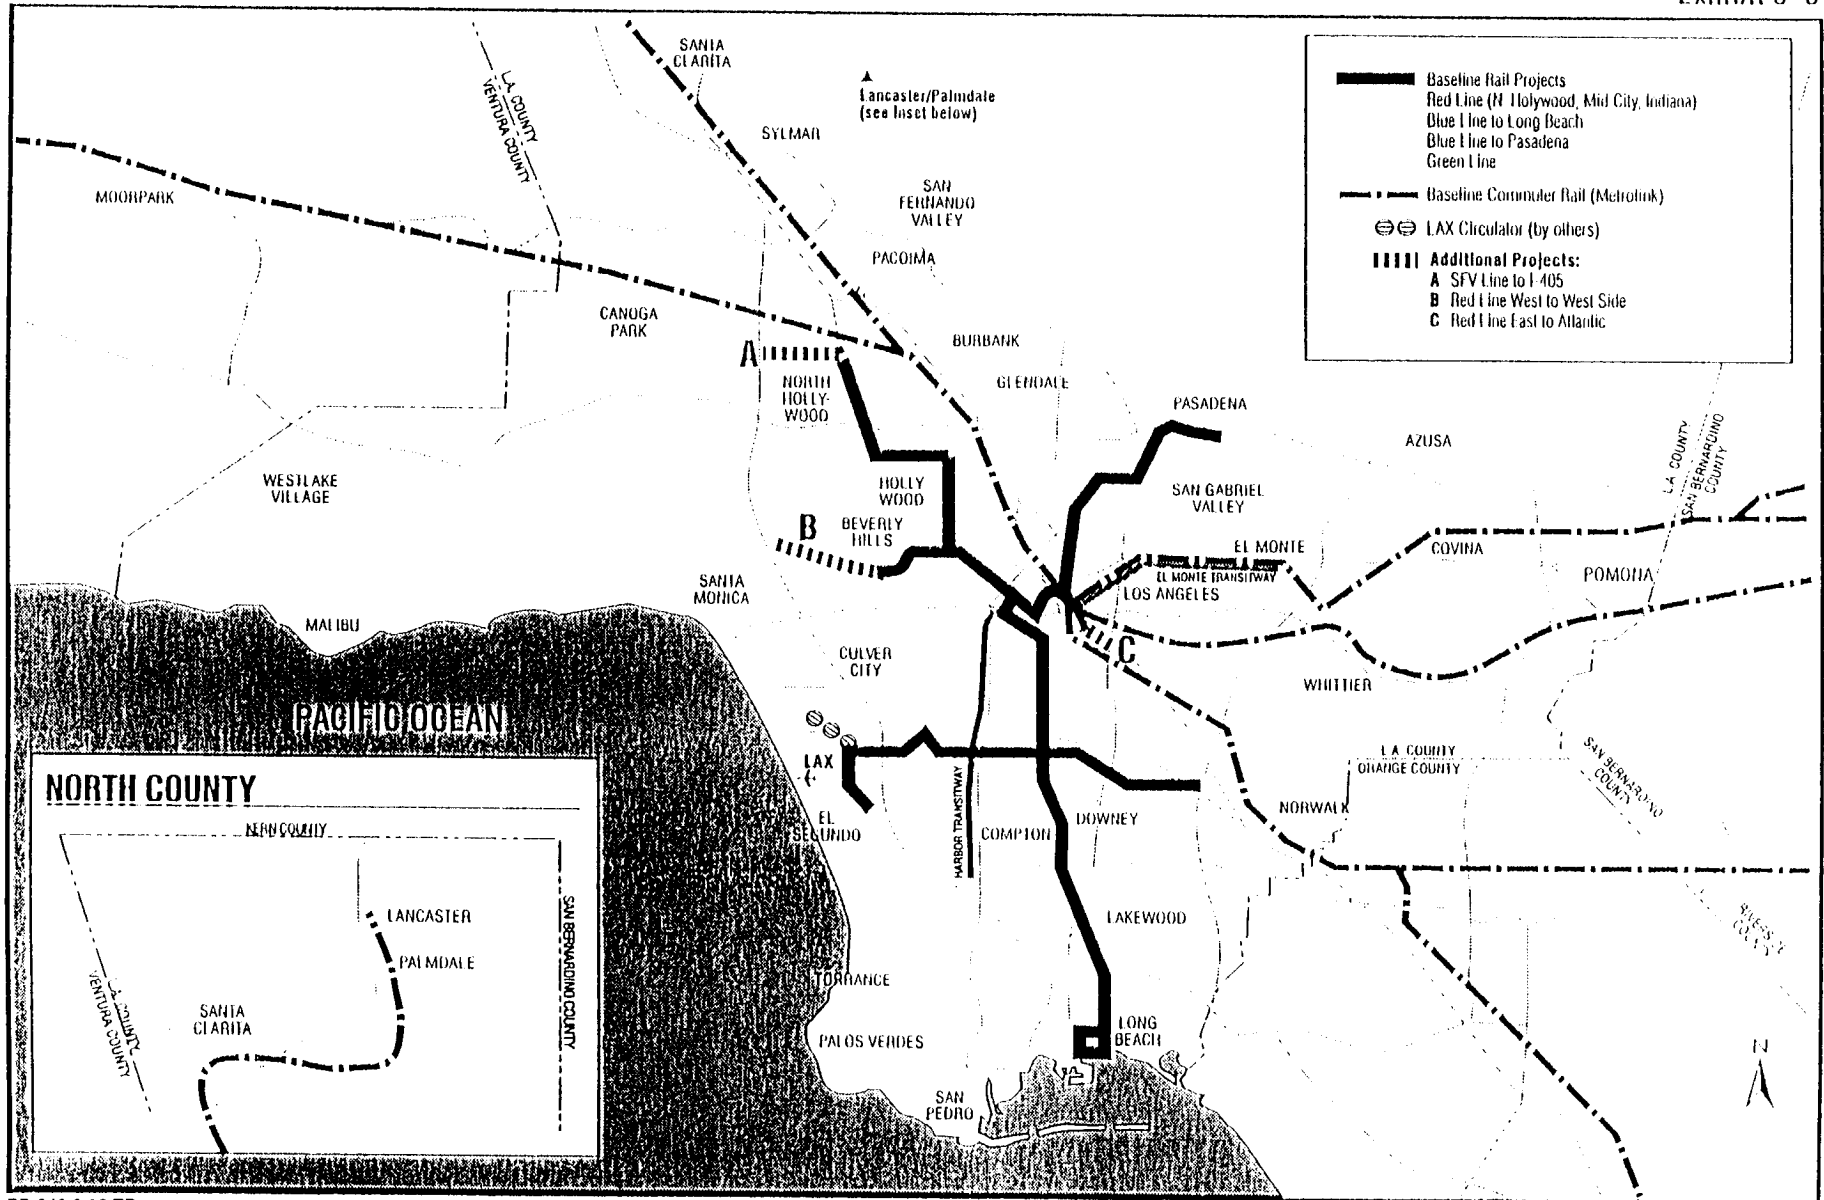 SANTA
CLARITA
Lancaster/Palmdale
(see Inset below)
SYLMAR
L.A. COUNTY
VENTURA COUNTY
MOORPARK
SAN
FERNANDO
VALLEY
PACOIMA
CANOGA
PARK
BURBANK
GLENDALE
A
NORTH
HOLLY-
WOOD
PASADENA
AZUSA
WESTLAKE
VILLAGE
HOLLY
WOOD
SAN GABRIEL
VALLEY
L.A. COUNTY
SAN BERNARDINO
COUNTY
B
BEVERLY
HILLS
EL MONTE
COVINA
EL MONTE TRANSITWAY
LOS ANGELES
POMONA
SANTA
MONICA
MALIBU
CULVER
CITY
C
WHITTIER
PACIFIC OCEAN
L.A. COUNTY
ORANGE COUNTY
SAN BERNARDINO
COUNTY
LAX
EL
SEGUNDO
HARBOR TRANSITWAY
COMPTON
DOWNEY
NORWALK
LAKEWOOD
TORRANCE
PALOS VERDES
LONG
BEACH
SAN
PEDRO
N
Baseline Rail Projects
Red Line (N. Holywood, Mid City, Indiana)
Blue Line to Long Beach
Blue Line to Pasadena
Green Line
Baseline Commuter Rail (Metrolink)
LAX Circulator (by others)
Additional Projects:
A SFV Line to I-405
B Red Line West to West Side
C Red Line East to Atlantic
NORTH COUNTY
KERN COUNTY
LANCASTER
PALMDALE
SANTA
CLARITA
L.A. COUNTY
VENTURA COUNTY
SAN BERNARDINO COUNTY